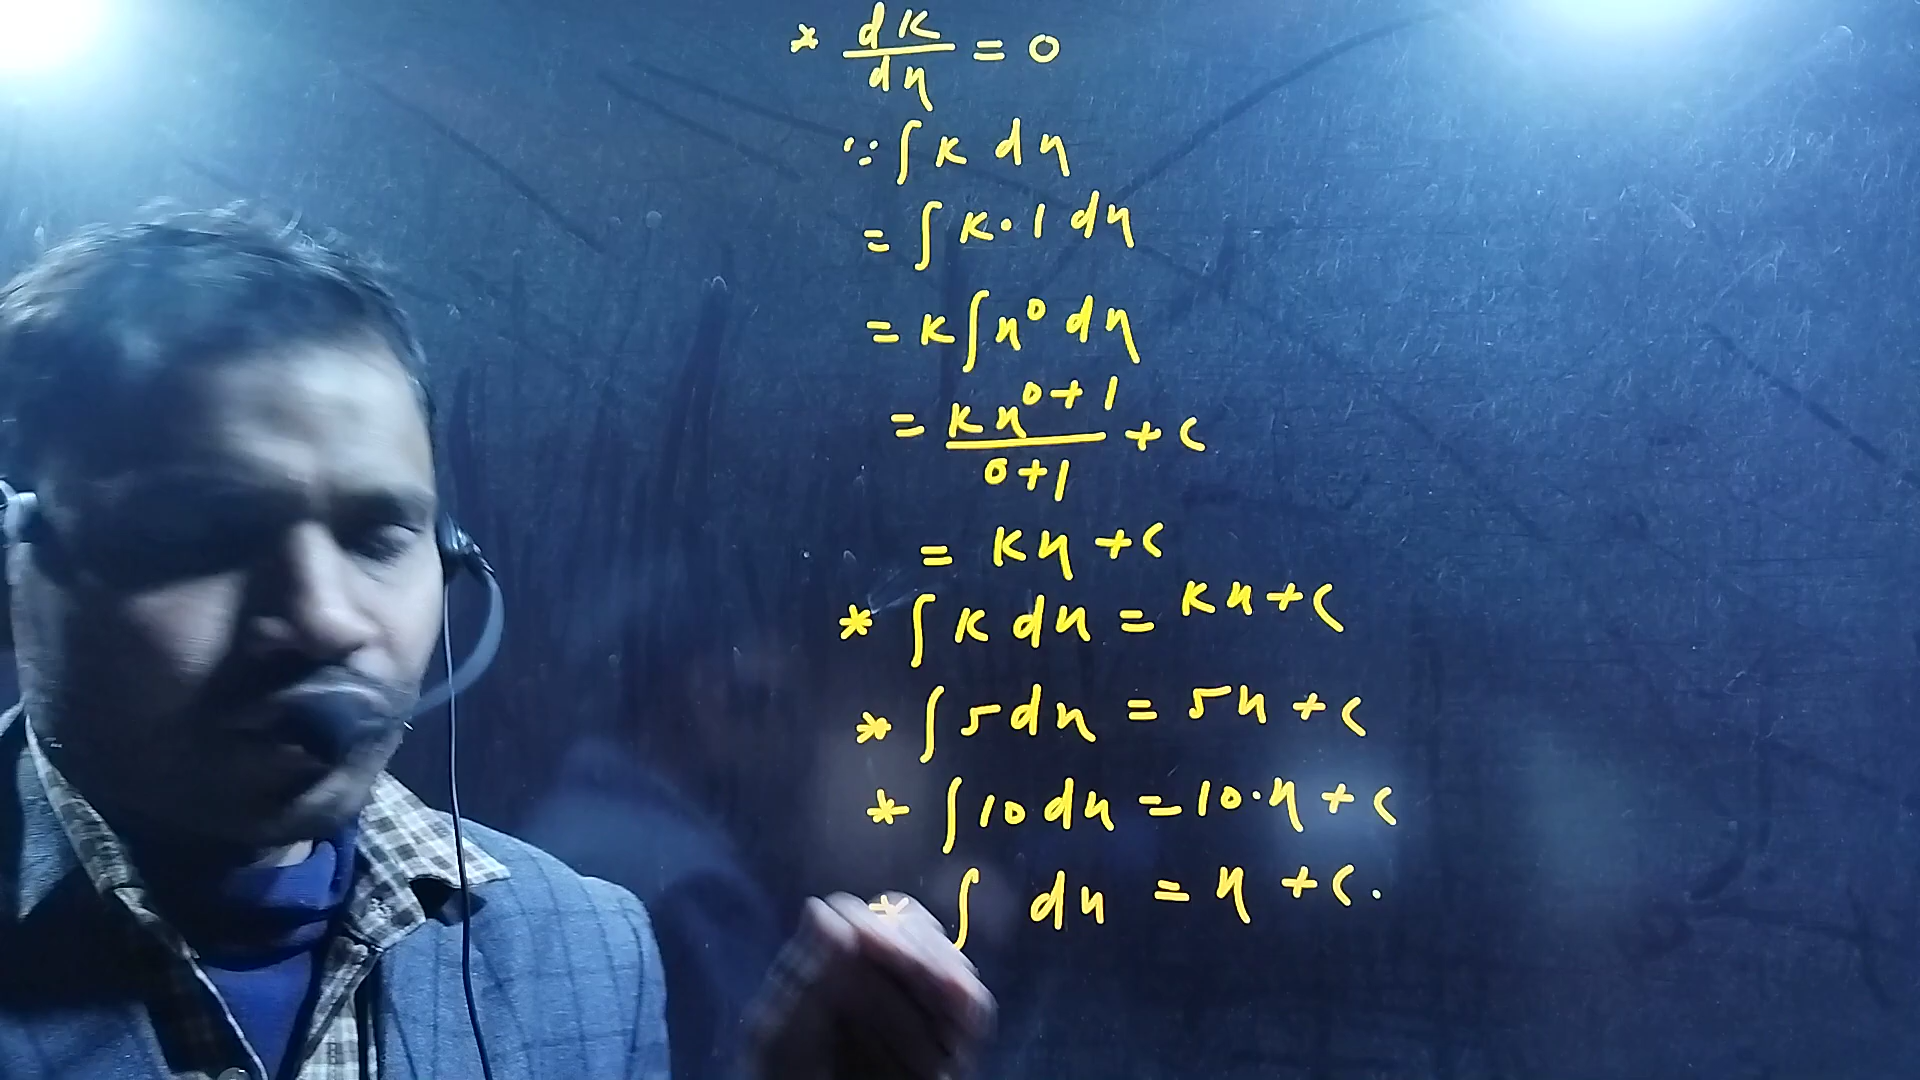 * dK/dx = 0
∵ ∫ K dx
= ∫ K·1 dx
= K ∫ x⁰ dx
= Kx⁰⁺¹/0+1 + c
= Kx + c
* ∫ K dx = Kx + c
* ∫ 5 dx = 5x + c
* ∫ 10 dx = 10·x + c
* ∫ dx = x + c.